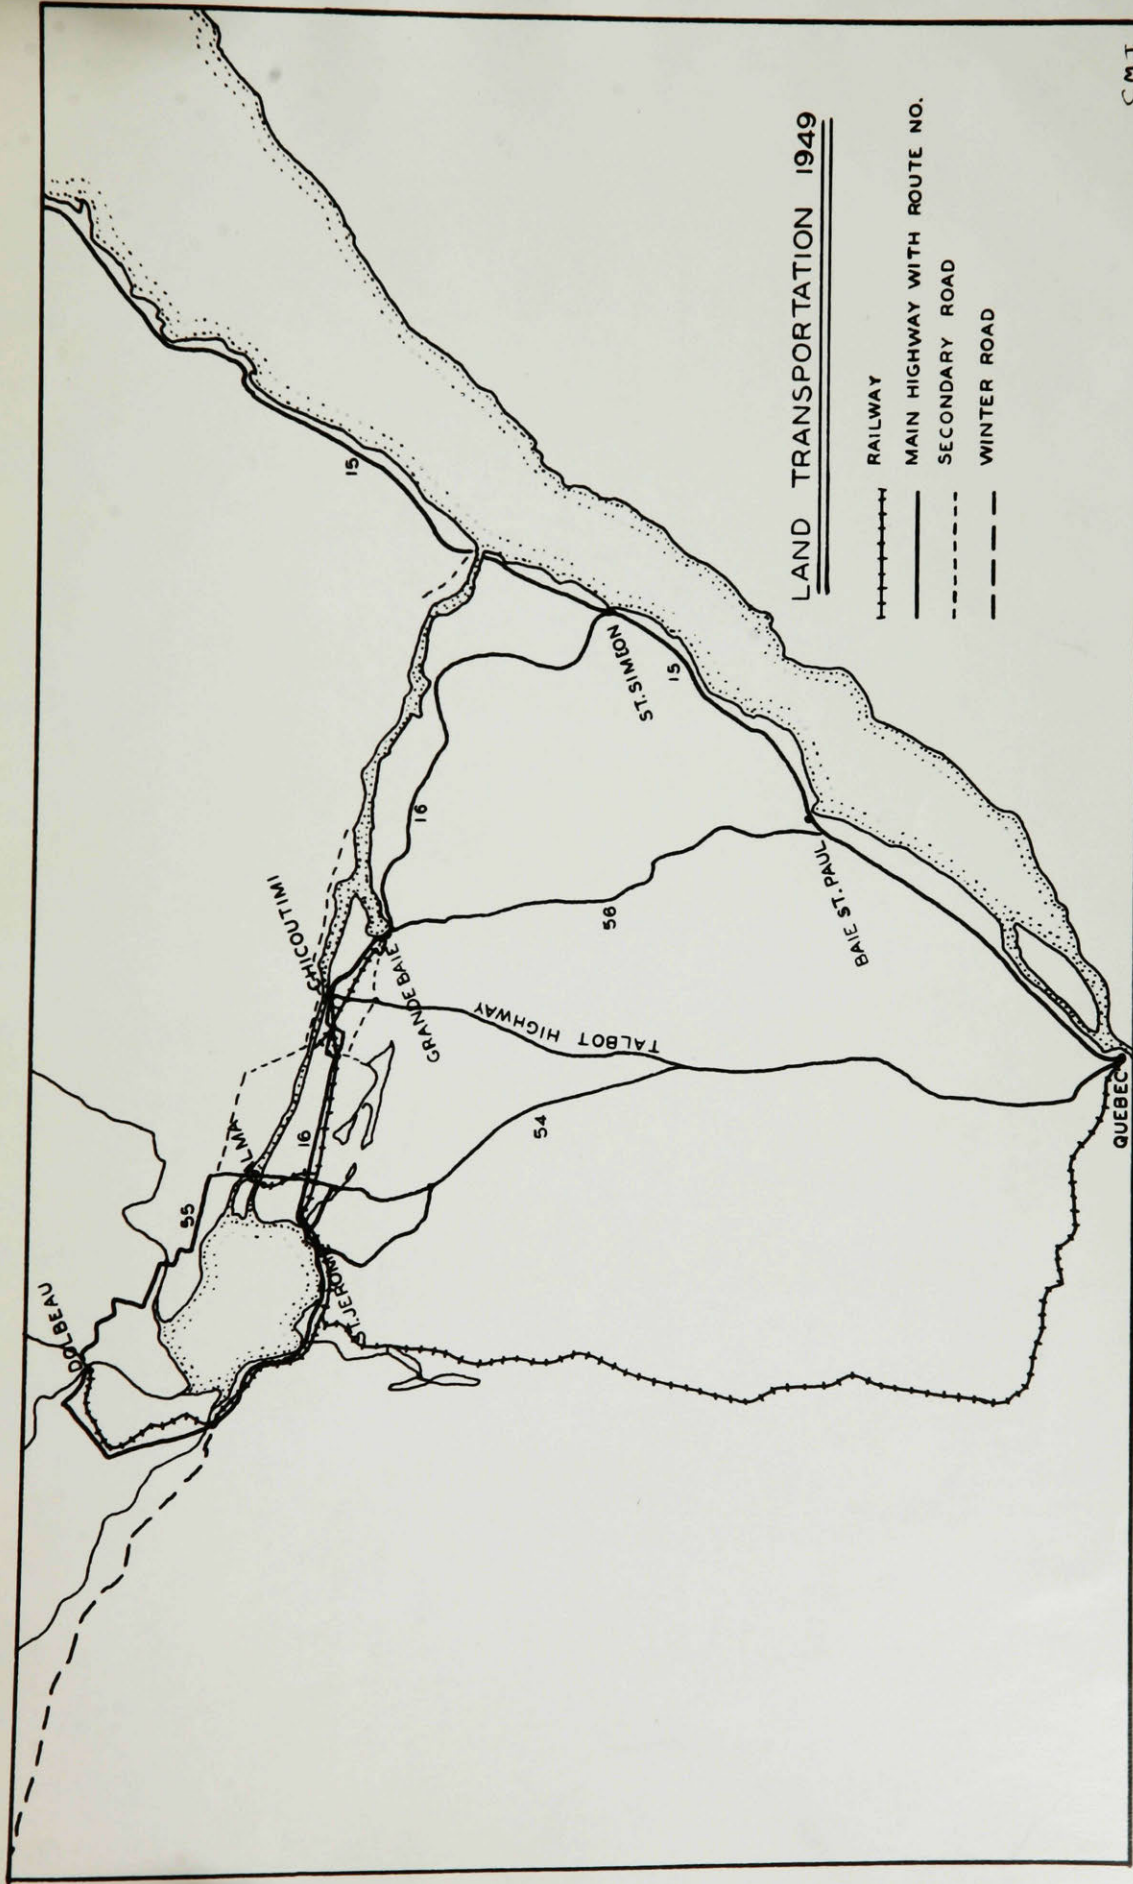 LAND TRANSPORTATION 1949
RAILWAY
MAIN HIGHWAY WITH ROUTE NO.
SECONDARY ROAD
WINTER ROAD
DOLBEAU
55
ALMA
16
ST. JEROME
CHICOUTIMI
GRANDE BAIE
16
15
ST. SIMEON
15
TALBOT HIGHWAY
54
56
BAIE ST. PAUL
QUEBEC